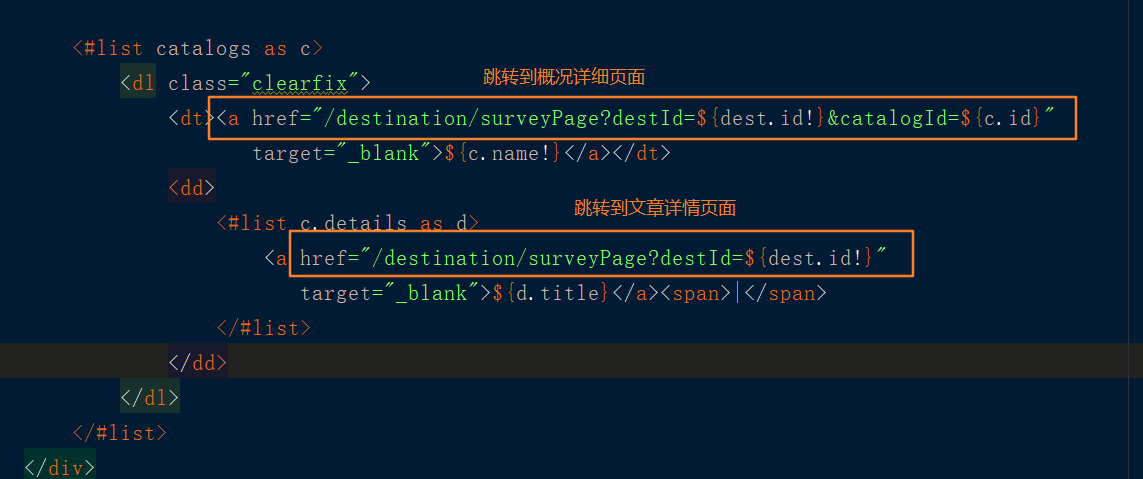 <#list catalogs as c>
<dl class="clearfix">
跳转到概况详细页面
<dt><a href="/destination/surveyPage?destId=${dest.id!}&catalogId=${c.id}"
target="_blank">${c.name!}</a></dt>
<dd>
跳转到文章详情页面
<#list c.details as d>
<a href="/destination/surveyPage?destId=${dest.id!}"
target="_blank">${d.title}</a><span>|</span>
</#list>
</dd>
</dl>
</#list>
</div>